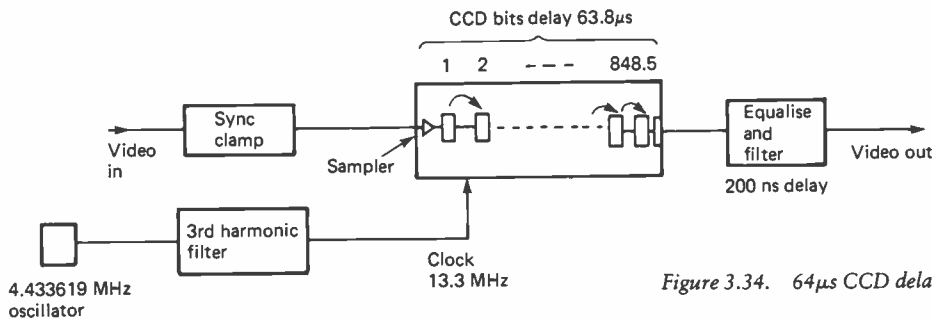 CCD bits delay 63.8µs
1 2 – – – 848.5
Sync clamp
Video in
Sampler
Equalise and filter
Video out
200 ns delay
3rd harmonic filter
Clock
13.3 MHz
4.433619 MHz
oscillator
Figure 3.34. 64µs CCD dela